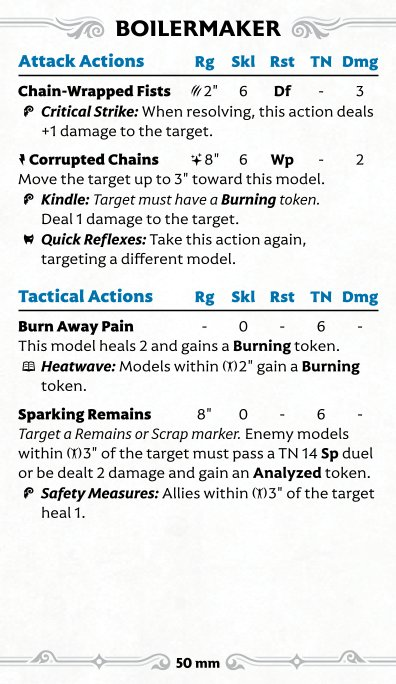 BOILERMAKER
Attack Actions Rg Skl Rst TN Dmg
Chain-Wrapped Fists 2" 6 Df - 3
Critical Strike: When resolving, this action deals
+1 damage to the target.
Corrupted Chains 8" 6 Wp - 2
Move the target up to 3" toward this model.
Kindle: Target must have a Burning token.
Deal 1 damage to the target.
Quick Reflexes: Take this action again,
targeting a different model.
Tactical Actions Rg Skl Rst TN Dmg
Burn Away Pain - 0 - 6 -
This model heals 2 and gains a Burning token.
Heatwave: Models within 2" gain a Burning
token.
Sparking Remains 8" 0 - 6 -
Target a Remains or Scrap marker. Enemy models
within 3" of the target must pass a TN 14 Sp duel
or be dealt 2 damage and gain an Analyzed token.
Safety Measures: Allies within 3" of the target
heal 1.
50 mm